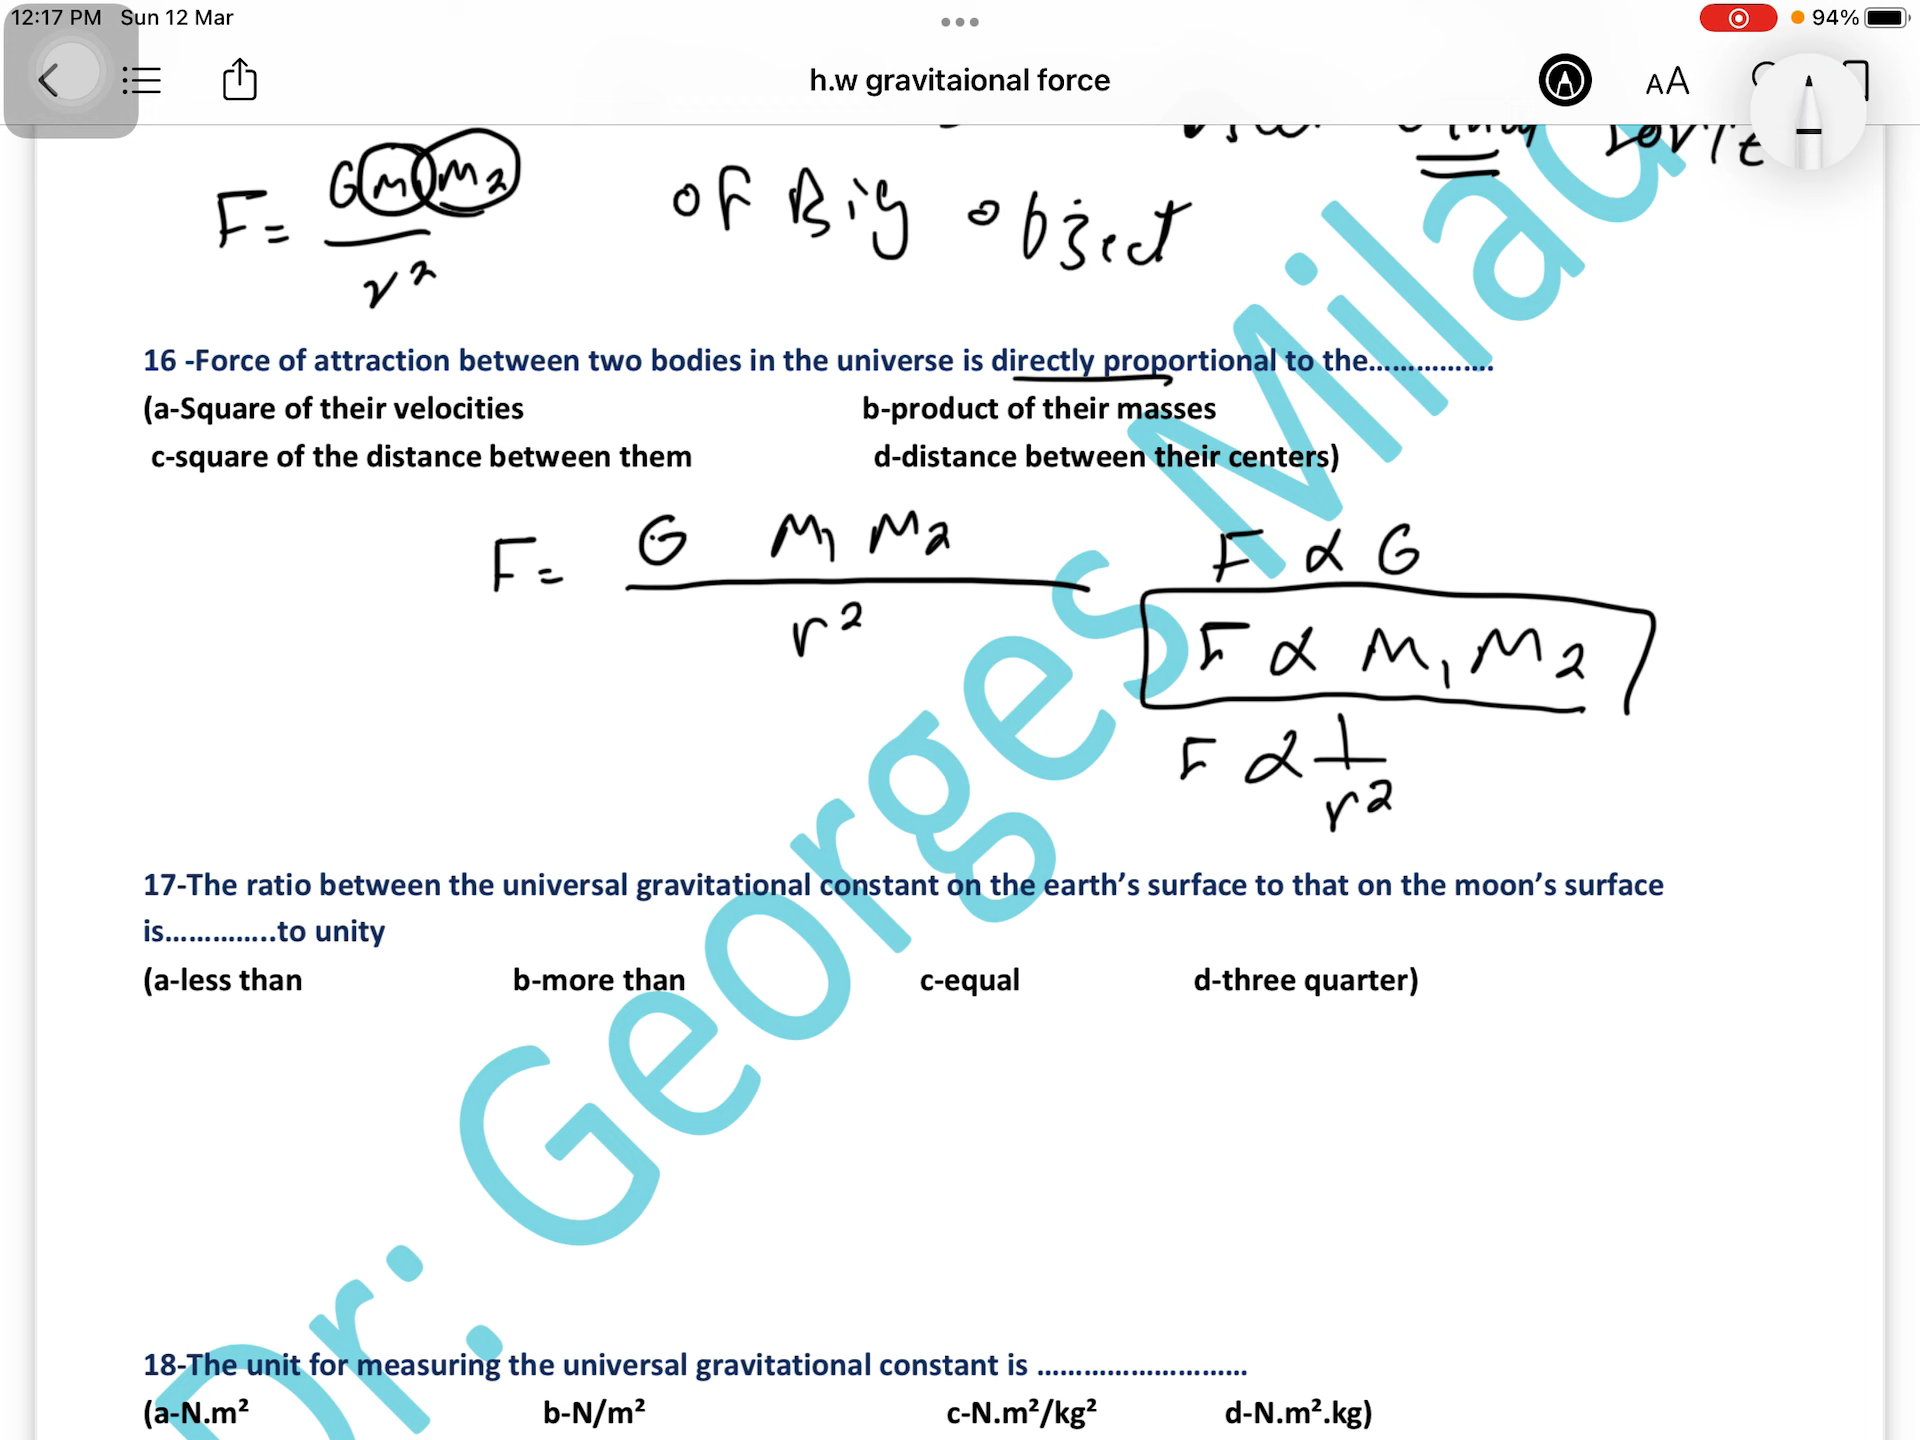 12:17 PM Sun 12 Mar
94%
h.w gravitaional force
AA
F= G M1 M2
r²
of Big object
16 -Force of attraction between two bodies in the universe is directly proportional to the................
(a-Square of their velocities b-product of their masses
c-square of the distance between them d-distance between their centers)
F= G M1 M2
r²
F α G
F α M1 M2
F α 1
r²
17-The ratio between the universal gravitational constant on the earth’s surface to that on the moon’s surface
is..............to unity
(a-less than b-more than c-equal d-three quarter)
18-The unit for measuring the universal gravitational constant is ..........................
(a-N.m² b-N/m² c-N.m²/kg² d-N.m².kg)
Dr: Georges Milad